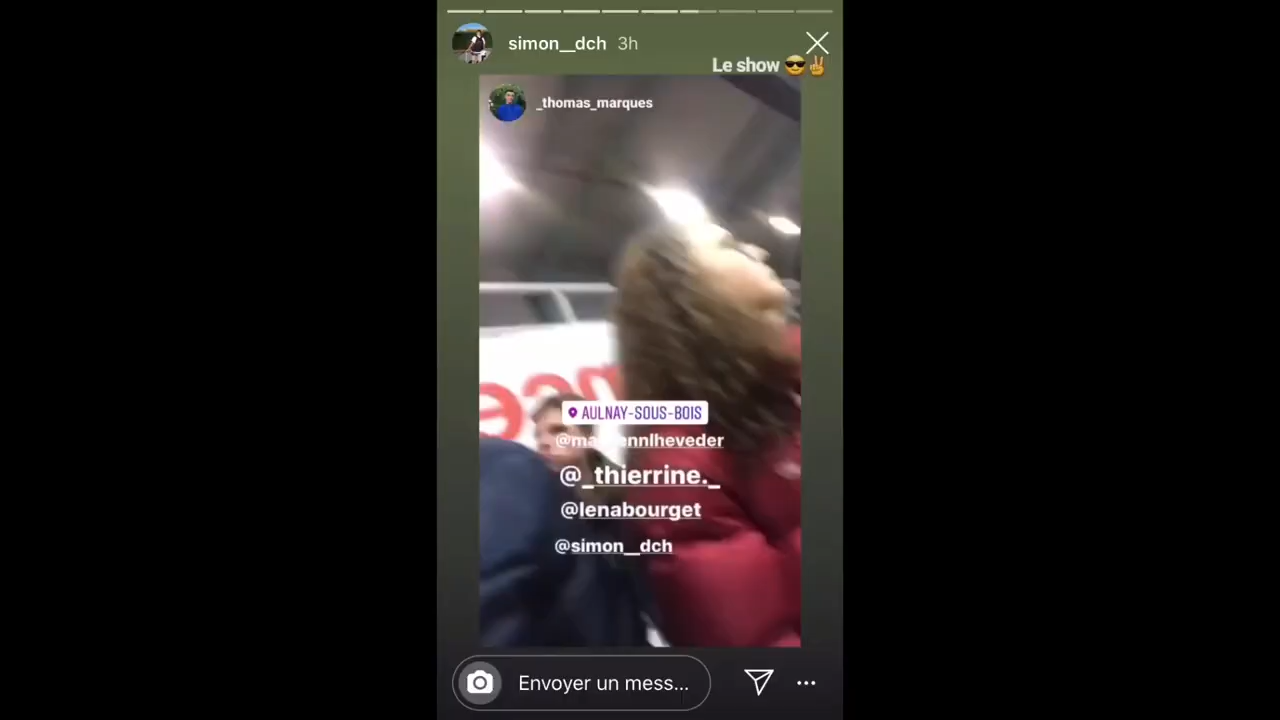 simon__dch 3h
Le show 😎✌
_thomas_marques
AULNAY-SOUS-BOIS
@_thierrine._
@lenabourget
@simon__dch
Envoyer un mess...